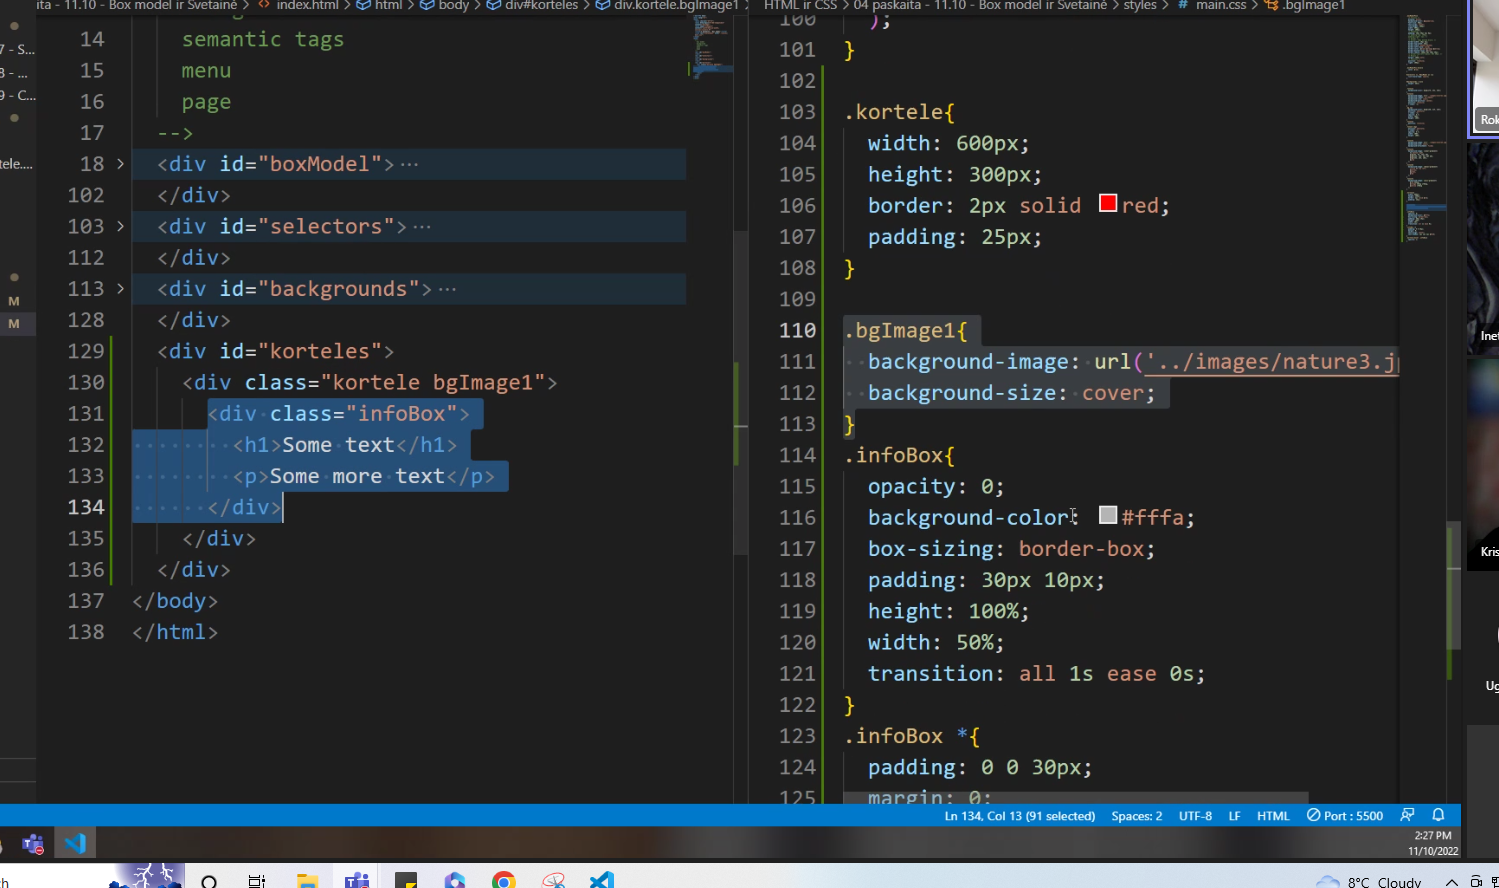 ita - 11.10 - Box model ir Svetainė > index.html > html > body > div#korteles > div.kortele.bgImage1
14 semantic tags
15 menu
16 page
17 -->
18 <div id="boxModel">···
102 </div>
103 <div id="selectors">···
112 </div>
113 <div id="backgrounds">···
128 </div>
129 <div id="korteles">
130 <div class="kortele bgImage1">
131 <div class="infoBox">
132 <h1>Some text</h1>
133 <p>Some more text</p>
134 </div>
135 </div>
136 </div>
137 </body>
138 </html>
7 - S...
8 - ...
9 - C...
tele....
M
M
HTML ir CSS > 04 paskaita - 11.10 - Box model ir Svetainė > styles > # main.css > .bgImage1
100 );
101 }
102
103 .kortele{
104 width: 600px;
105 height: 300px;
106 border: 2px solid red;
107 padding: 25px;
108 }
109
110 .bgImage1{
111 background-image: url('../images/nature3.j
112 background-size: cover;
113 }
114 .infoBox{
115 opacity: 0;
116 background-color: #fffa;
117 box-sizing: border-box;
118 padding: 30px 10px;
119 height: 100%;
120 width: 50%;
121 transition: all 1s ease 0s;
122 }
123 .infoBox *{
124 padding: 0 0 30px;
125 margin: 0;
Rok
Inet
Kris
Ug
Ln 134, Col 13 (91 selected) Spaces: 2 UTF-8 LF HTML Port : 5500
2:27 PM
11/10/2022
ch
8°C Cloudy